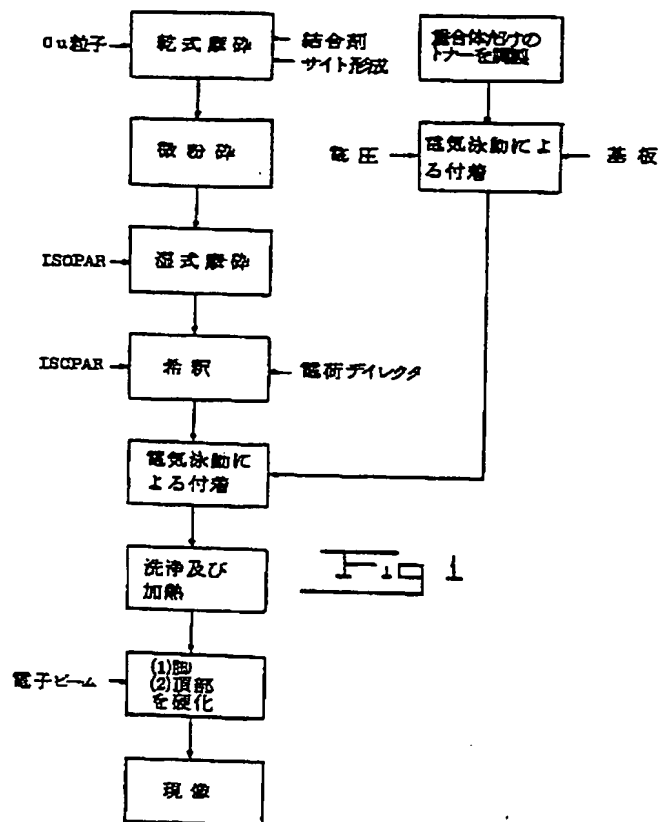 Cu粒子
乾式磨砕
結合剤
サイト形成
重合体だけの
トナーを調製
微粉砕
電圧
電気泳動によ
る付着
基板
ISOPAR
湿式磨砕
ISOPAR
希釈
電荷デイレクタ
電気泳動に
よる付着
洗浄及び
加熱
Fig 1
電子ビーム
(1)脚
(2)頂部
を硬化
現像